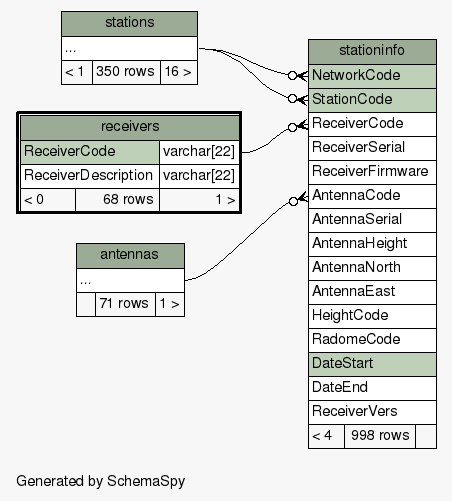 stations
...
< 1 350 rows 16 >
receivers
ReceiverCode varchar[22]
ReceiverDescription varchar[22]
< 0 68 rows 1 >
antennas
...
71 rows 1 >
stationinfo
NetworkCode
StationCode
ReceiverCode
ReceiverSerial
ReceiverFirmware
AntennaCode
AntennaSerial
AntennaHeight
AntennaNorth
AntennaEast
HeightCode
RadomeCode
DateStart
DateEnd
ReceiverVers
< 4 998 rows
Generated by SchemaSpy